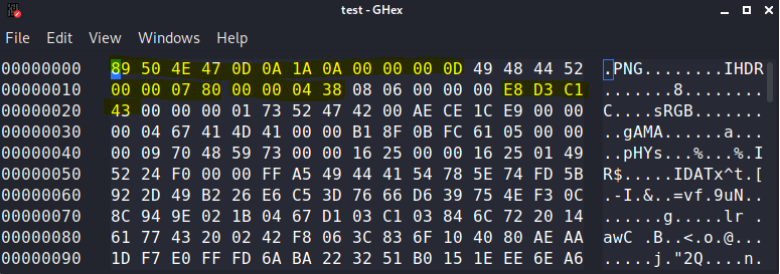 test - GHex
File Edit View Windows Help
00000000 89 50 4E 47 0D 0A 1A 0A 00 00 00 0D 49 48 44 52 .PNG........IHDR
00000010 00 00 07 80 00 00 04 38 08 06 00 00 00 E8 D3 C1 .......8........
00000020 43 00 00 00 01 73 52 47 42 00 AE CE 1C E9 00 00 C....sRGB.......
00000030 00 04 67 41 4D 41 00 00 B1 8F 0B FC 61 05 00 00 ..gAMA......a...
00000040 00 09 70 48 59 73 00 00 16 25 00 00 16 25 01 49 ..pHYs...%...%.I
00000050 52 24 F0 00 00 FF A5 49 44 41 54 78 5E 74 FD 5B R$.....IDATx^t.[
00000060 92 2D 49 B2 26 E6 C5 3D 76 66 D6 39 75 4E F3 0C .-I.&..=vf.9uN..
00000070 8C 94 9E 02 1B 04 67 D1 03 C1 03 84 6C 72 20 14 ......g.....lr .
00000080 61 77 43 20 02 42 F8 06 3C 83 6F 10 40 80 AE AA awC .B..<.o.@...
00000090 1D F7 E0 FF FD 6A BA 22 32 51 B0 15 1E EE 6E A6 .....j."2Q....n.